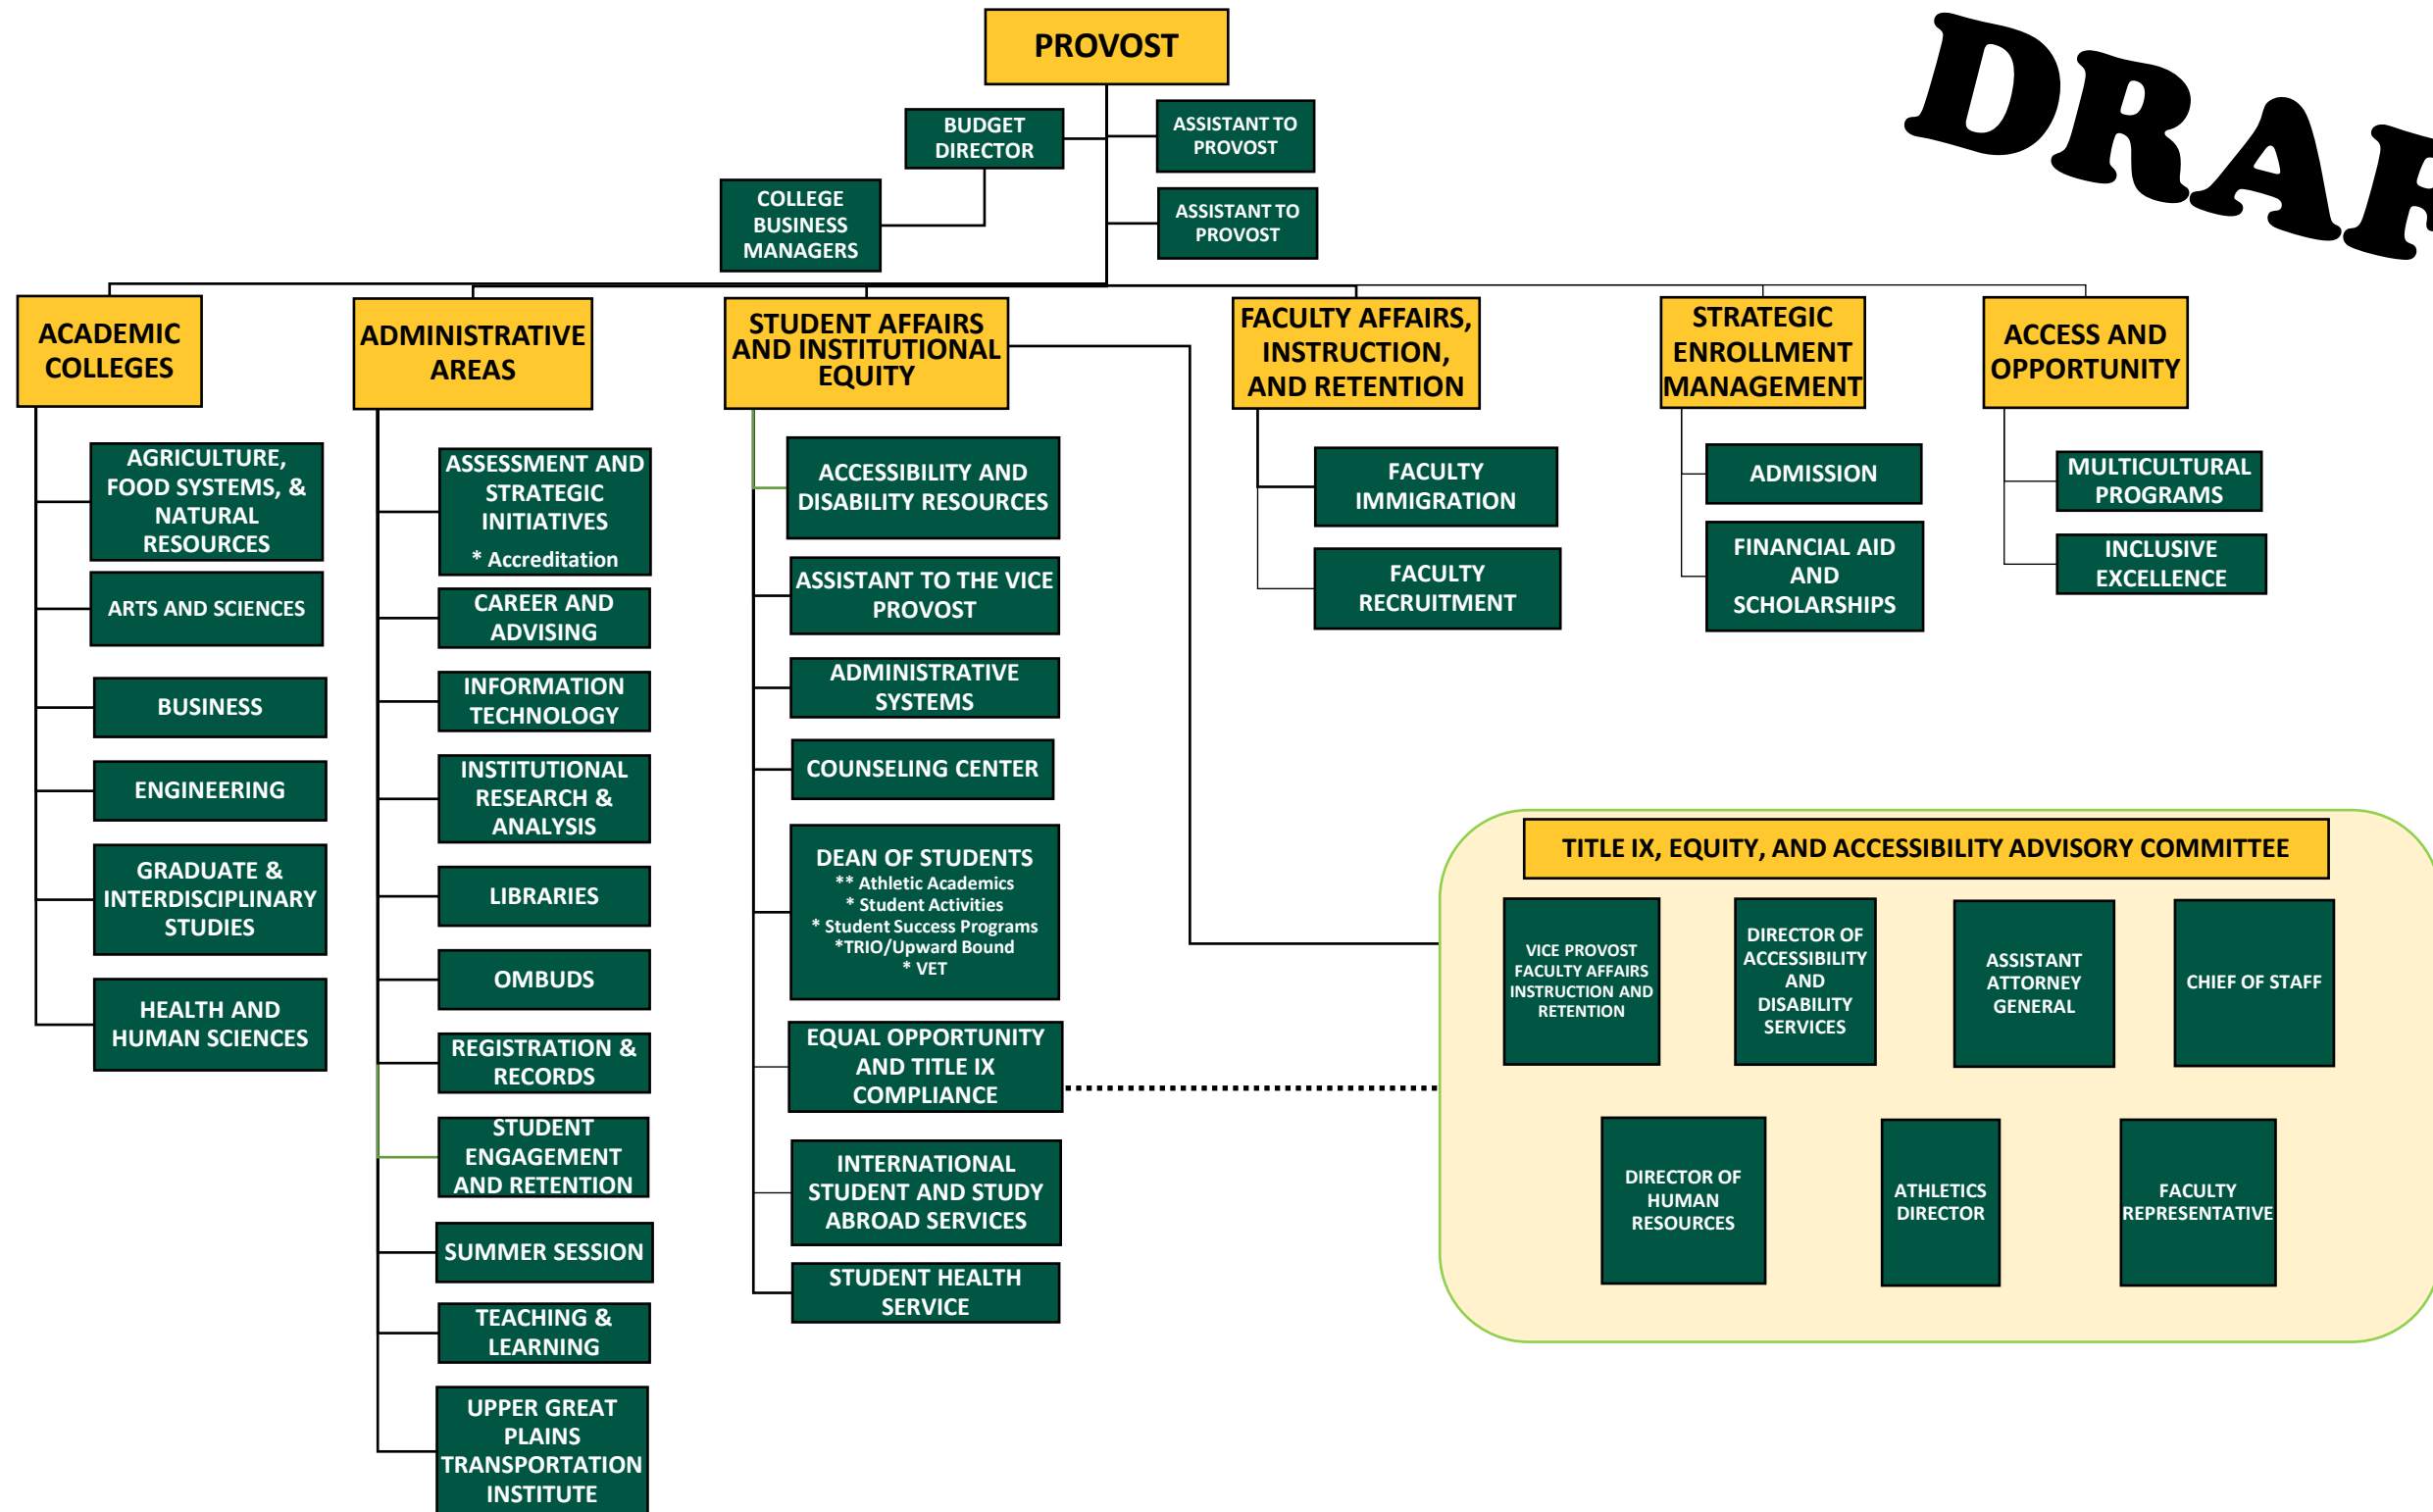 PROVOST
DRAF
BUDGET
DIRECTOR
ASSISTANT TO
PROVOST
COLLEGE
BUSINESS
MANAGERS
ASSISTANT TO
PROVOST
ACADEMIC
COLLEGES
AGRICULTURE,
FOOD SYSTEMS, &
NATURAL
RESOURCES
ARTS AND SCIENCES
BUSINESS
ENGINEERING
GRADUATE &
INTERDISCIPLINARY
STUDIES
HEALTH AND
HUMAN SCIENCES
ADMINISTRATIVE
AREAS
ASSESSMENT AND
STRATEGIC
INITIATIVES
* Accreditation
CAREER AND
ADVISING
INFORMATION
TECHNOLOGY
INSTITUTIONAL
RESEARCH &
ANALYSIS
LIBRARIES
OMBUDS
REGISTRATION &
RECORDS
STUDENT
ENGAGEMENT
AND RETENTION
SUMMER SESSION
TEACHING &
LEARNING
UPPER GREAT
PLAINS
TRANSPORTATION
INSTITUTE
STUDENT AFFAIRS
AND INSTITUTIONAL
EQUITY
ACCESSIBILITY AND
DISABILITY RESOURCES
ASSISTANT TO THE VICE
PROVOST
ADMINISTRATIVE
SYSTEMS
COUNSELING CENTER
DEAN OF STUDENTS
** Athletic Academics
* Student Activities
* Student Success Programs
*TRIO/Upward Bound
* VET
EQUAL OPPORTUNITY
AND TITLE IX
COMPLIANCE
INTERNATIONAL
STUDENT AND STUDY
ABROAD SERVICES
STUDENT HEALTH
SERVICE
FACULTY AFFAIRS,
INSTRUCTION,
AND RETENTION
FACULTY
IMMIGRATION
FACULTY
RECRUITMENT
STRATEGIC
ENROLLMENT
MANAGEMENT
ADMISSION
FINANCIAL AID
AND
SCHOLARSHIPS
ACCESS AND
OPPORTUNITY
MULTICULTURAL
PROGRAMS
INCLUSIVE
EXCELLENCE
TITLE IX, EQUITY, AND ACCESSIBILITY ADVISORY COMMITTEE
VICE PROVOST
FACULTY AFFAIRS
INSTRUCTION AND
RETENTION
DIRECTOR OF
ACCESSIBILITY
AND
DISABILITY
SERVICES
ASSISTANT
ATTORNEY
GENERAL
CHIEF OF STAFF
DIRECTOR OF
HUMAN
RESOURCES
ATHLETICS
DIRECTOR
FACULTY
REPRESENTATIVE